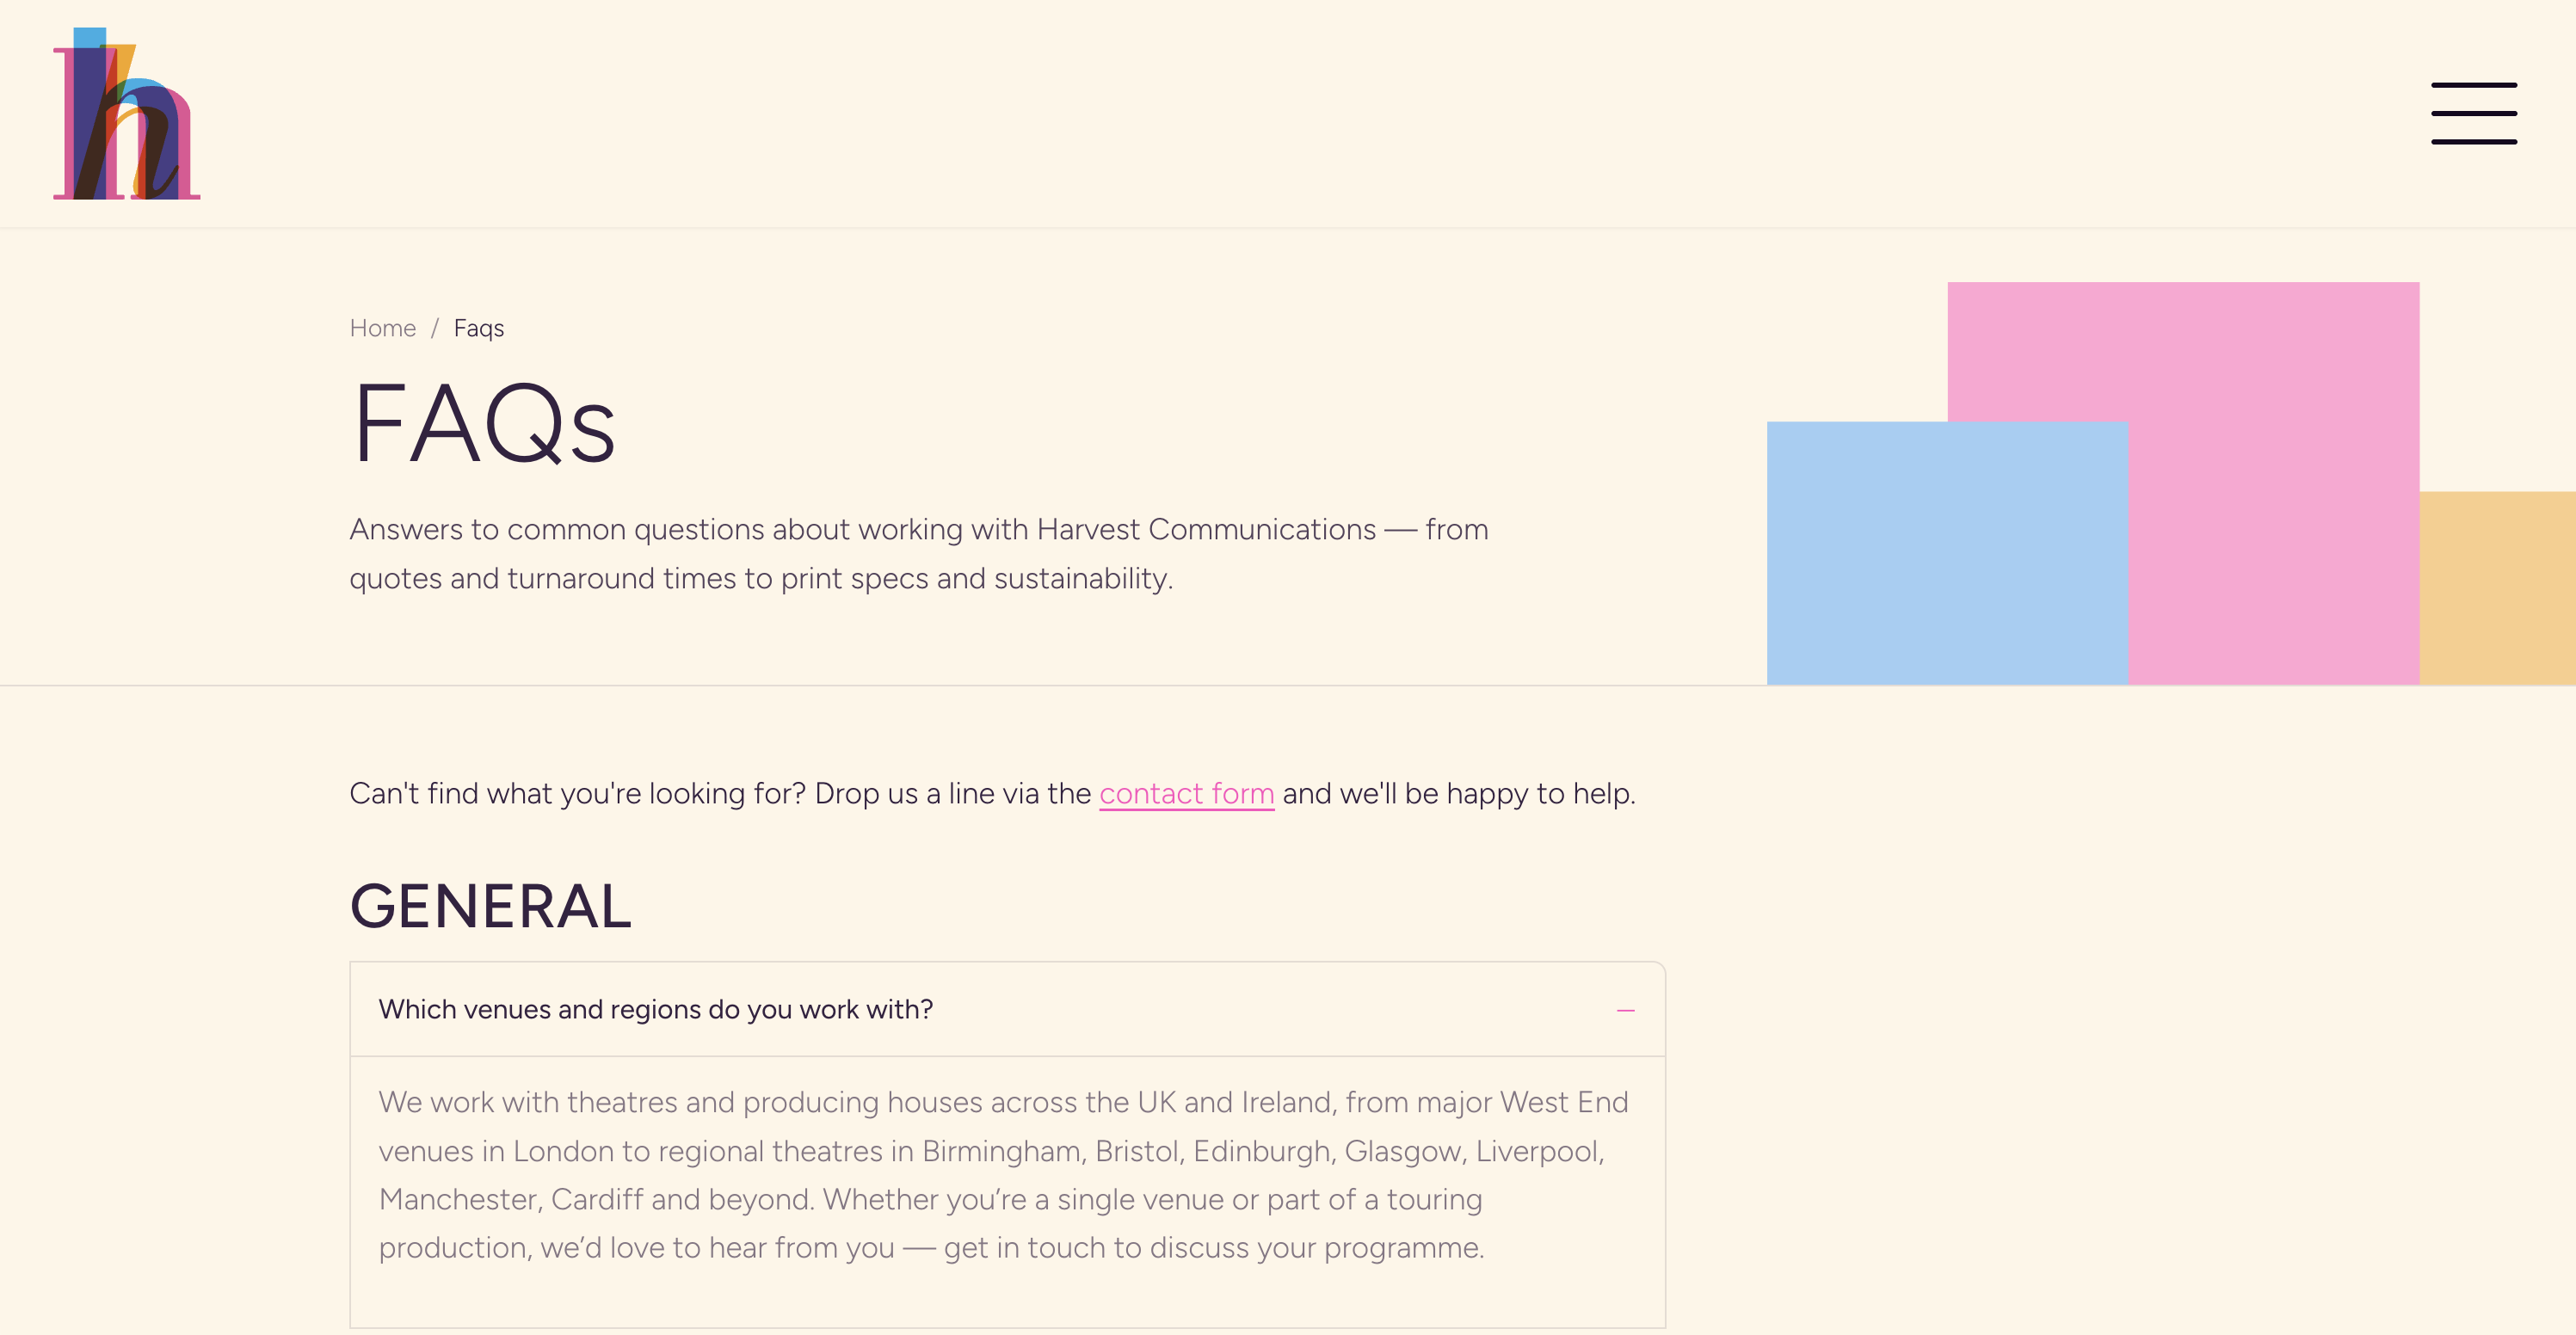 h
Home / Faqs
FAQs
Answers to common questions about working with Harvest Communications — from
quotes and turnaround times to print specs and sustainability.
Can't find what you're looking for? Drop us a line via the contact form and we'll be happy to help.
GENERAL
Which venues and regions do you work with?
We work with theatres and producing houses across the UK and Ireland, from major West End
venues in London to regional theatres in Birmingham, Bristol, Edinburgh, Glasgow, Liverpool,
Manchester, Cardiff and beyond. Whether you’re a single venue or part of a touring
production, we’d love to hear from you — get in touch to discuss your programme.